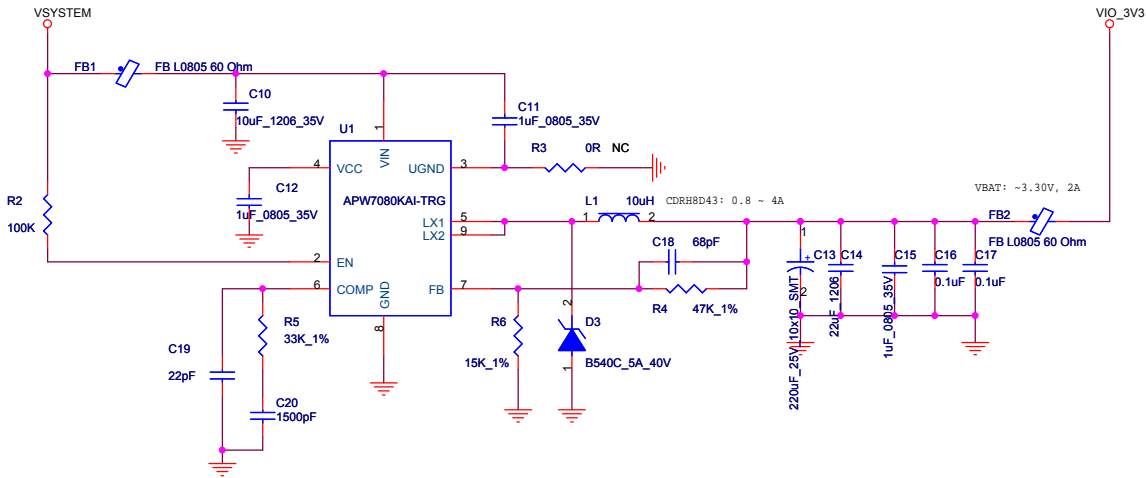 VSYSTEM
VIO_3V3
FB1
FB L0805 60 Ohm
C10
10uF_1206_35V
C11
1uF_0805_35V
U1
1
VIN
4
VCC
UGND
3
R3
0R
NC
C12
1uF_0805_35V
APW7080KAI-TRG
R2
100K
LX1
5
LX2
9
L1
10uH
1
2
CDRH8D43: 0.8 ~ 4A
VBAT: ~3.30V, 2A
FB2
FB L0805 60 Ohm
2
EN
6
COMP
GND
8
FB
7
C18
68pF
R4
47K_1%
1
+
2
C13
220uF_25V_10x10_SMT
C14
22uF_1206
C15
1uF_0805_35V
C16
0.1uF
C17
0.1uF
R5
33K_1%
R6
15K_1%
2
D3
1
B540C_5A_40V
C19
22pF
C20
1500pF